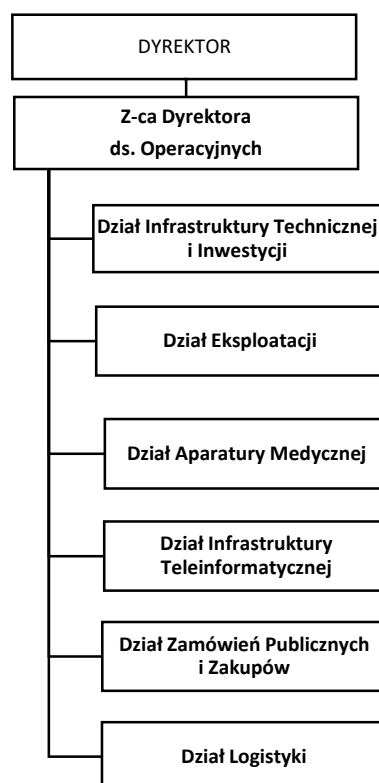 DYREKTOR
Z-ca Dyrektora
ds. Operacyjnych
Dział Infrastruktury Technicznej
i Inwestycji
Dział Eksploatacji
Dział Aparatury Medycznej
Dział Infrastruktury
Teleinformatycznej
Dział Zamówień Publicznych
i Zakupów
Dział Logistyki